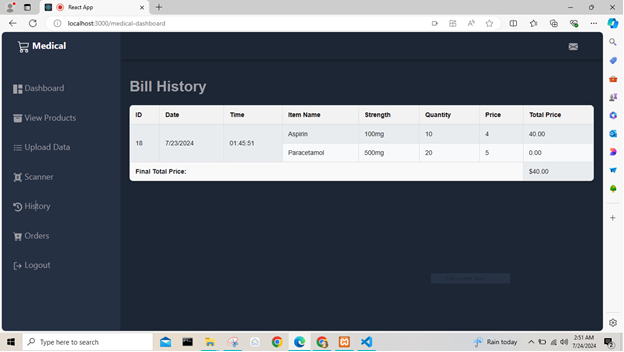 React App
localhost:3000/medical-dashboard
Medical
Dashboard
View Products
Upload Data
Scanner
History
Orders
Logout
Bill History
ID Date Time Item Name Strength Quantity Price Total Price
18 7/23/2024 01:45:51 Aspirin 100mg 10 4 40.00
Paracetamol 500mg 20 5 0.00
Final Total Price: $40.00
Type here to search
Rain today
2:51 AM
7/24/2024